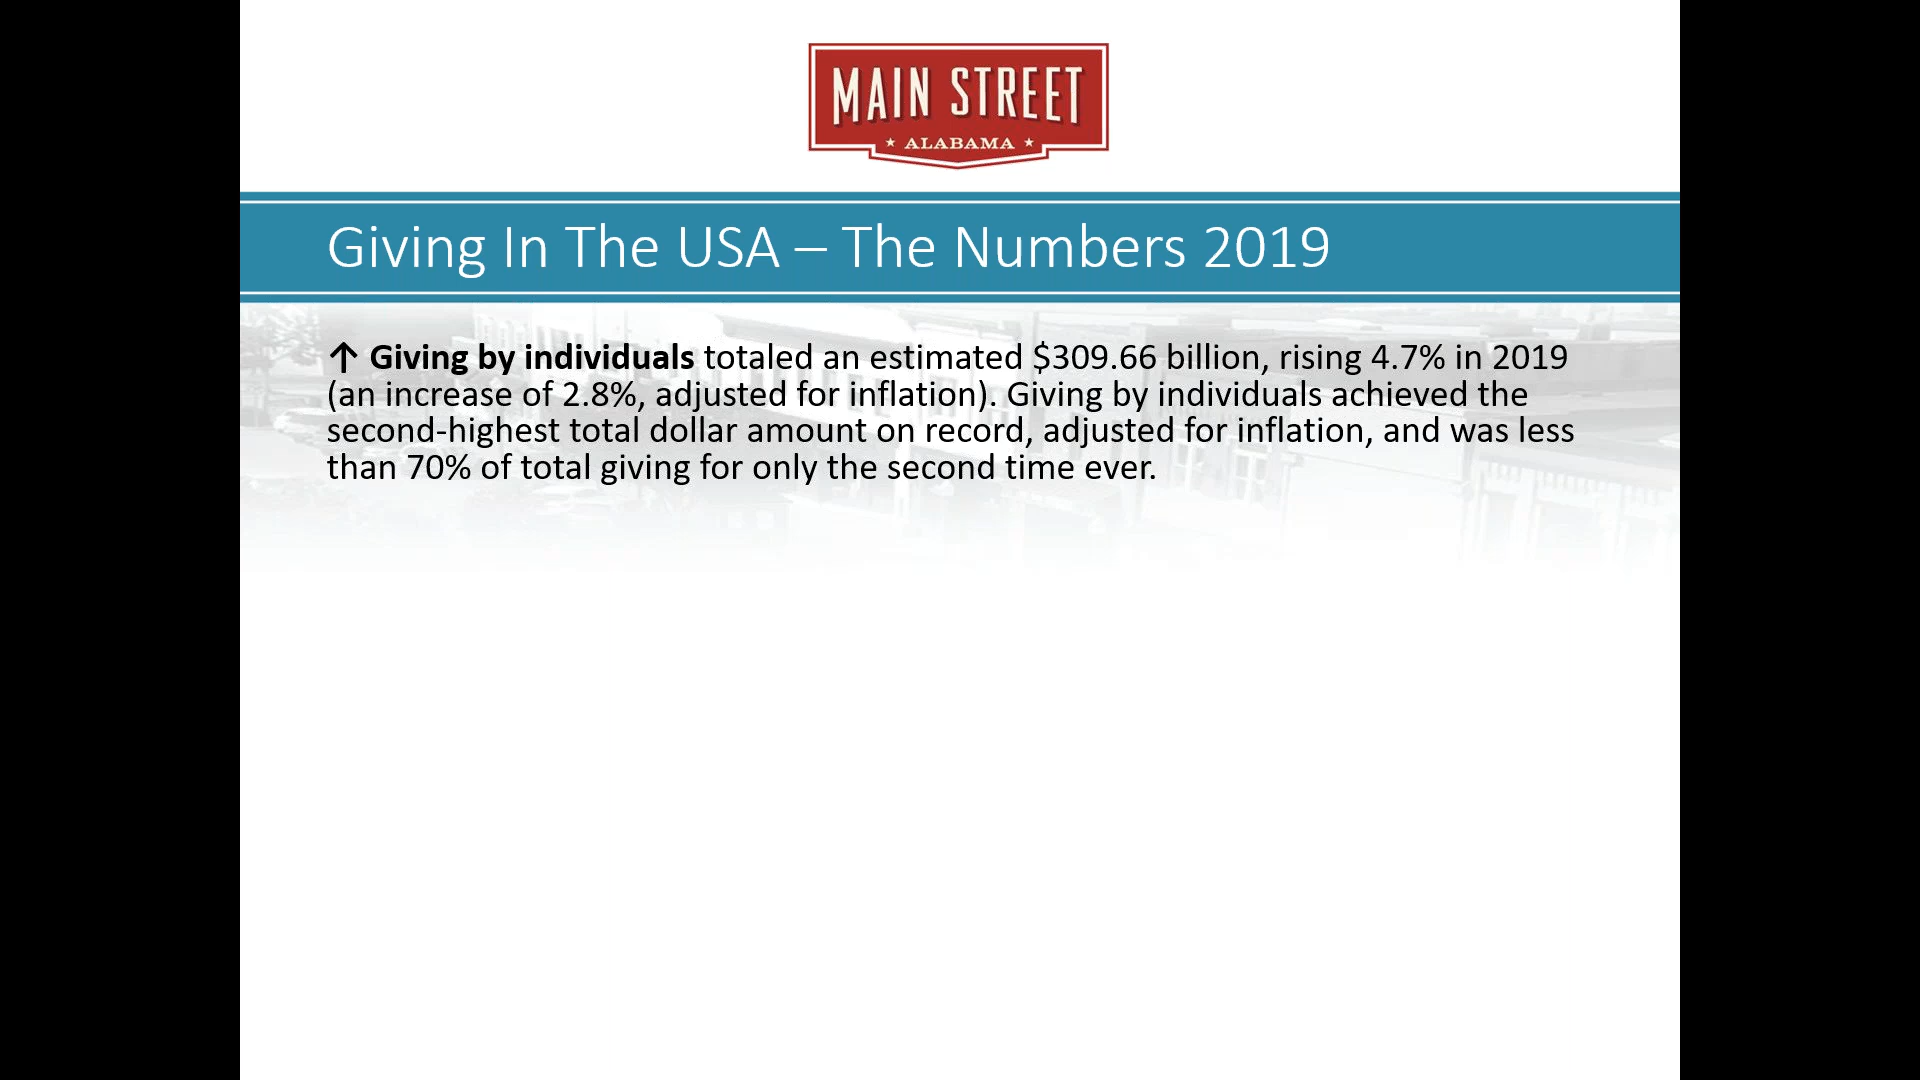 MAIN STREET
★ ALABAMA ★
Giving In The USA – The Numbers 2019
↑ Giving by individuals totaled an estimated $309.66 billion, rising 4.7% in 2019
(an increase of 2.8%, adjusted for inflation). Giving by individuals achieved the
second-highest total dollar amount on record, adjusted for inflation, and was less
than 70% of total giving for only the second time ever.